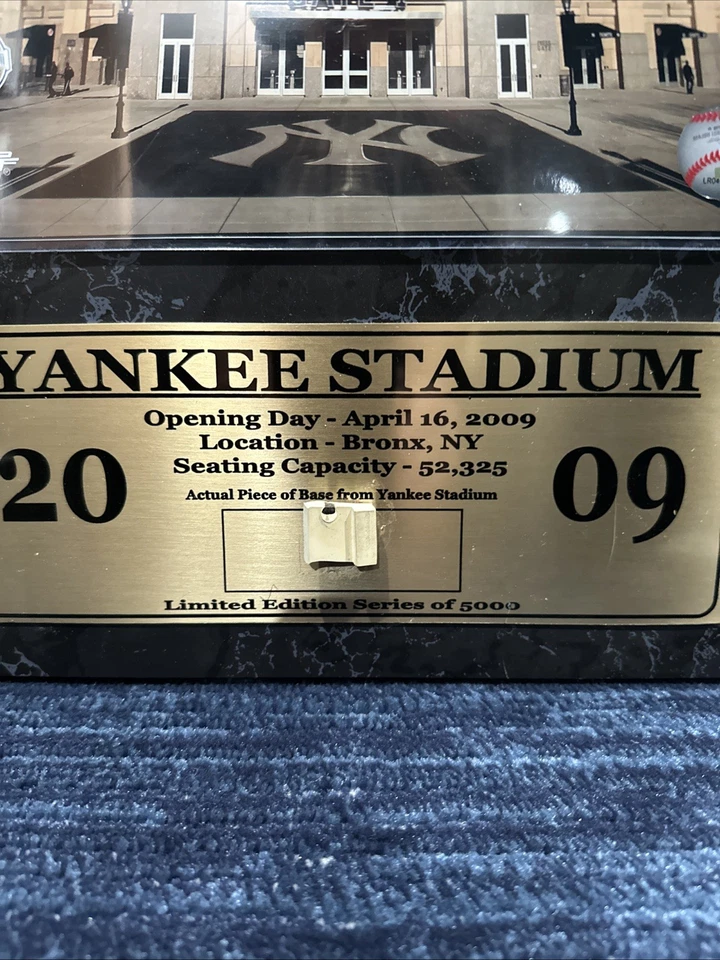 YANKEE STADIUM
Opening Day - April 16, 2009
Location - Bronx, NY
Seating Capacity - 52,325
20 09
Actual Piece of Base from Yankee Stadium
Limited Edition Series of 5000